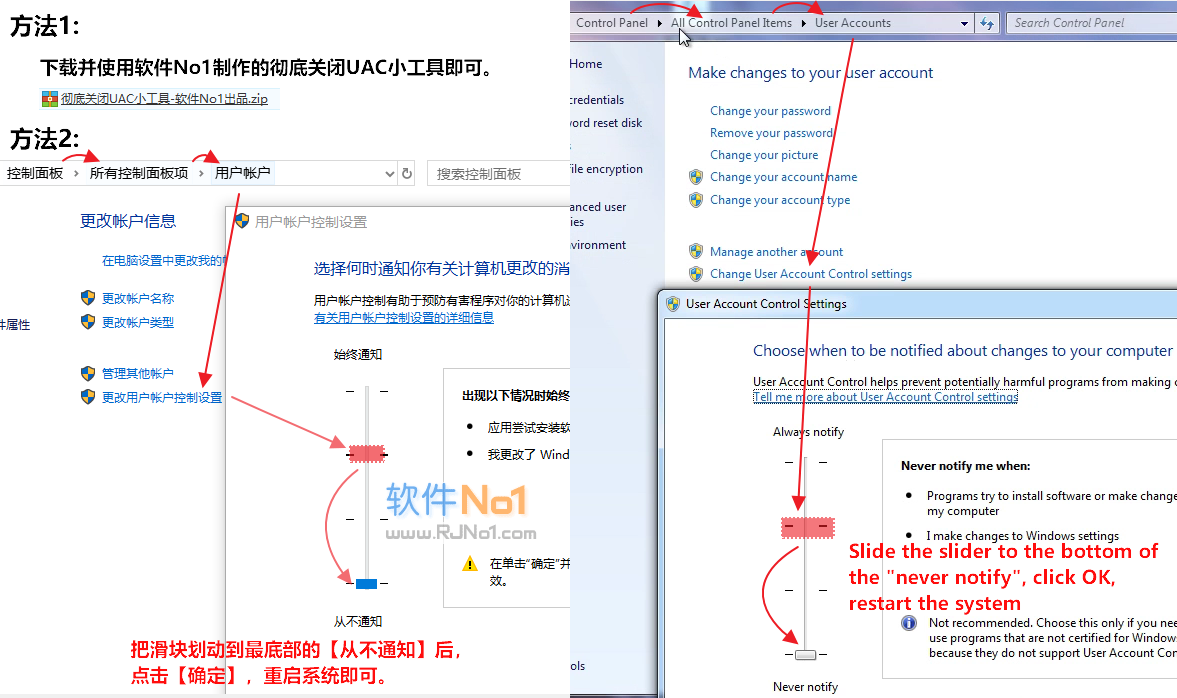 方法1:
下载并使用软件No1制作的彻底关闭UAC小工具即可。
彻底关闭UAC小工具-软件No1出品.zip
方法2:
控制面板 › 所有控制面板项 › 用户帐户
搜索控制面板
更改帐户信息
在电脑设置中更改我的
更改帐户名称
更改帐户类型
件属性
管理其他帐户
更改用户帐户控制设置
用户帐户控制设置
选择何时通知你有关计算机更改的消
用户帐户控制有助于预防有害程序对你的计算机
有关用户帐户控制设置的详细信息
始终通知
出现以下情况时始终
应用尝试安装软
我更改了 Wind
软件No1
www.RJNo1.com
在单击“确定”并
效。
从不通知
把滑块划动到最底部的【从不通知】后，
点击【确定】，重启系统即可。
Control Panel ▸ All Control Panel Items ▸ User Accounts
Search Control Panel
Home
credentials
word reset disk
file encryption
anced user
ies
vironment
ols
Make changes to your user account
Change your password
Remove your password
Change your picture
Change your account name
Change your account type
Manage another account
Change User Account Control settings
User Account Control Settings
Choose when to be notified about changes to your computer
User Account Control helps prevent potentially harmful programs from making c
Tell me more about User Account Control settings
Always notify
Never notify me when:
Programs try to install software or make change
my computer
I make changes to Windows settings
Slide the slider to the bottom of
the "never notify", click OK,
restart the system
Not recommended. Choose this only if you nee
use programs that are not certified for Window
because they do not support User Account Con
Never notify